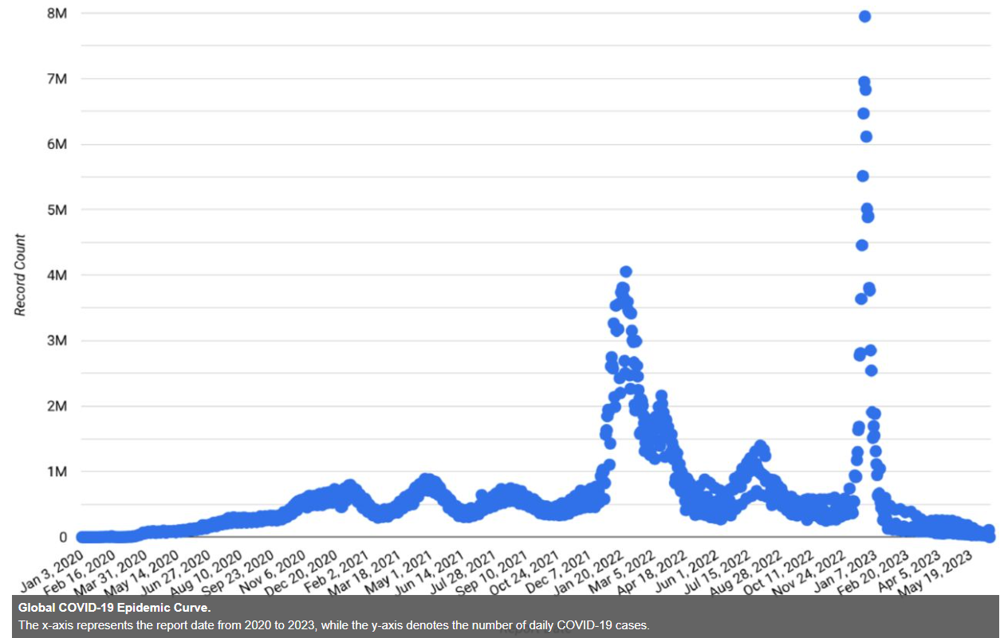 8M
7M
6M
5M
4M
3M
2M
1M
0
Record Count
Jan 3, 2020
Feb 16, 2020
Mar 31, 2020
May 14, 2020
Jun 27, 2020
Aug 10, 2020
Sep 23, 2020
Nov 6, 2020
Dec 20, 2020
Feb 2, 2021
Mar 18, 2021
May 1, 2021
Jun 14, 2021
Jul 28, 2021
Sep 10, 2021
Oct 24, 2021
Dec 7, 2021
Jan 20, 2022
Mar 5, 2022
Apr 18, 2022
Jun 1, 2022
Jul 15, 2022
Aug 28, 2022
Oct 11, 2022
Nov 24, 2022
Jan 7, 2023
Feb 20, 2023
Apr 5, 2023
May 19, 2023
Global COVID-19 Epidemic Curve.
The x-axis represents the report date from 2020 to 2023, while the y-axis denotes the number of daily COVID-19 cases.